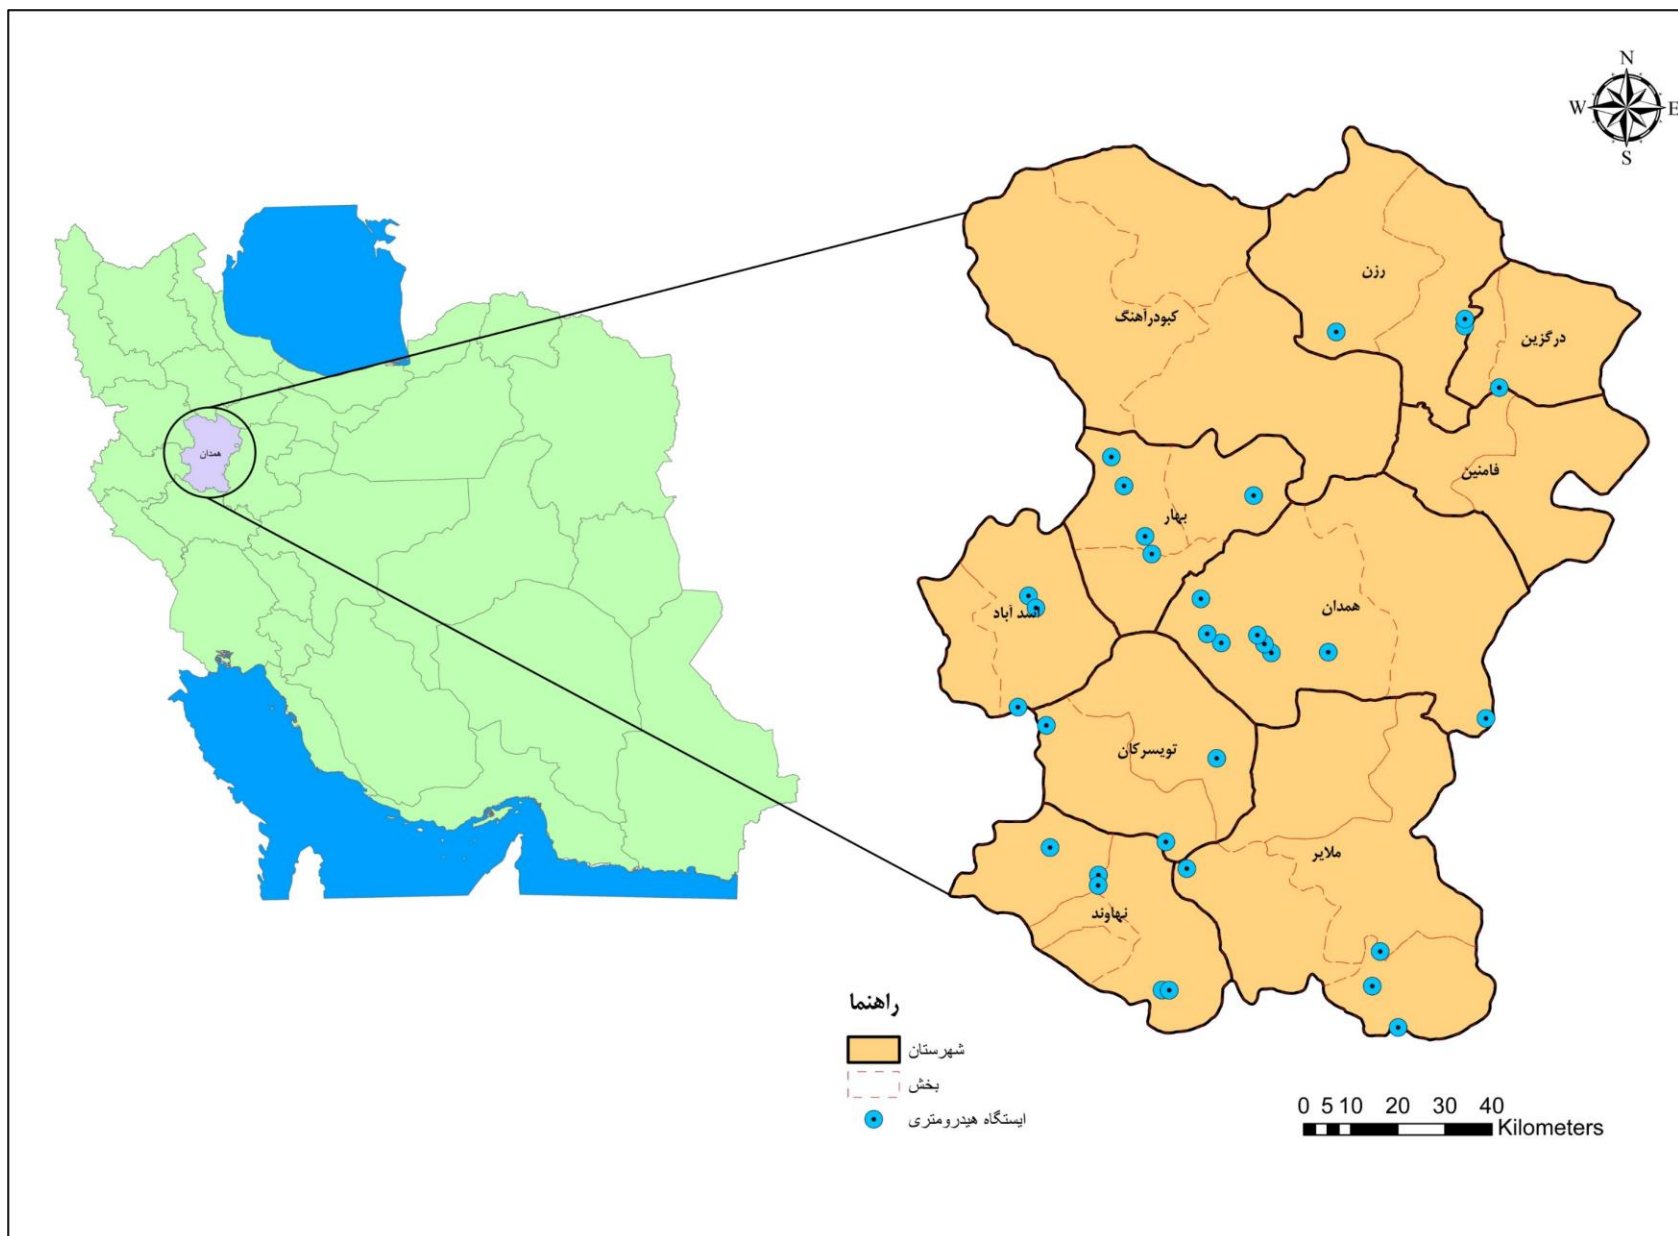 N
W E
S
رزن
کبودرآهنگ
درگزین
فامنین
بهار
همدان
اسد آباد
همدان
تویسرکان
ملایر
نهاوند
راهنما
شهرستان
بخش
ایستگاه هیدرومتری
0 5 10 20 30 40
Kilometers